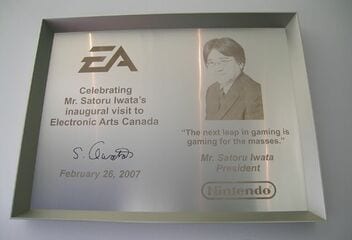 EA
Celebrating
Mr. Satoru Iwata's
inaugural visit to
Electronic Arts Canada
S. Iwata
February 26, 2007
"The next leap in gaming is
gaming for the masses."
Mr. Satoru Iwata
President
Nintendo